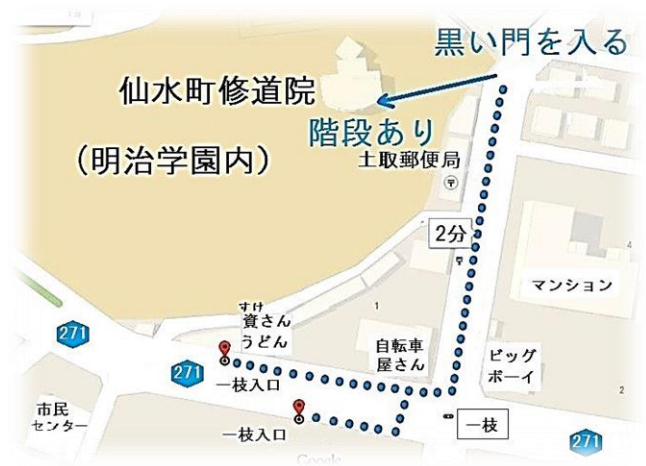 黒い門を入る
仙水町修道院
階段あり
(明治学園内)
土取郵便局
〒
2分
〒
マンション
4
1
すけ
資さん
うどん
271
271
自転車
屋さん
ビッグ
ボーイ
一枝入口
2
市民
センター
一枝入口
一枝
271
Google